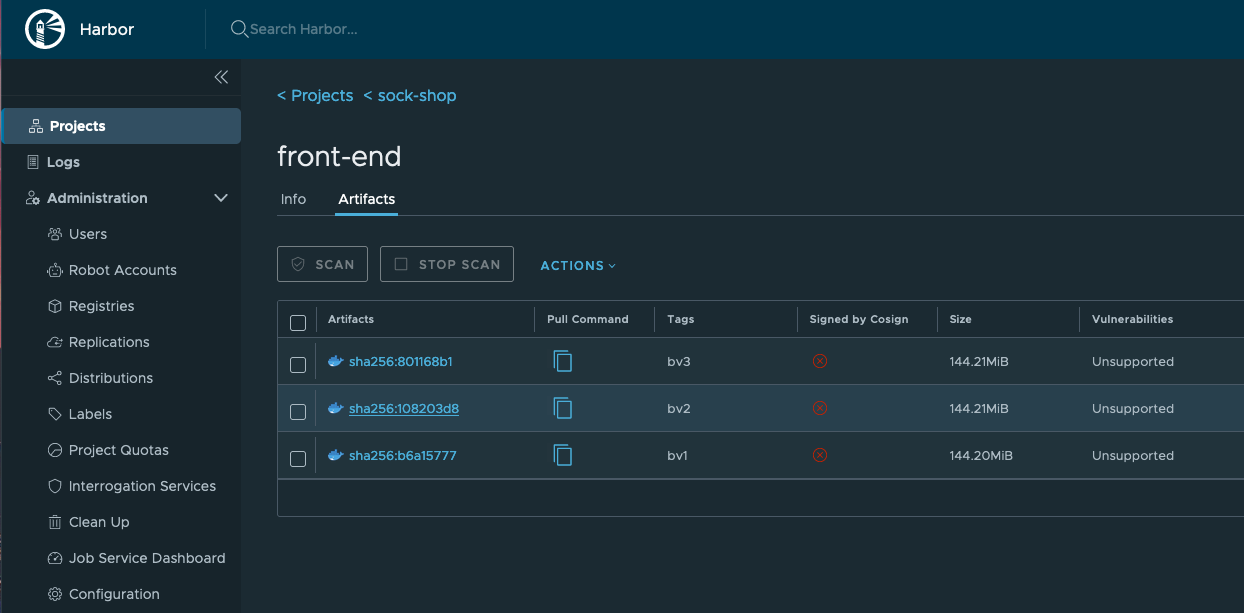 Harbor
Search Harbor...
Projects
Logs
Administration
Users
Robot Accounts
Registries
Replications
Distributions
Labels
Project Quotas
Interrogation Services
Clean Up
Job Service Dashboard
Configuration
< Projects < sock-shop
front-end
Info Artifacts
SCAN STOP SCAN ACTIONS
Artifacts Pull Command Tags Signed by Cosign Size Vulnerabilities
sha256:801168b1 bv3 144.21MiB Unsupported
sha256:108203d8 bv2 144.21MiB Unsupported
sha256:b6a15777 bv1 144.20MiB Unsupported